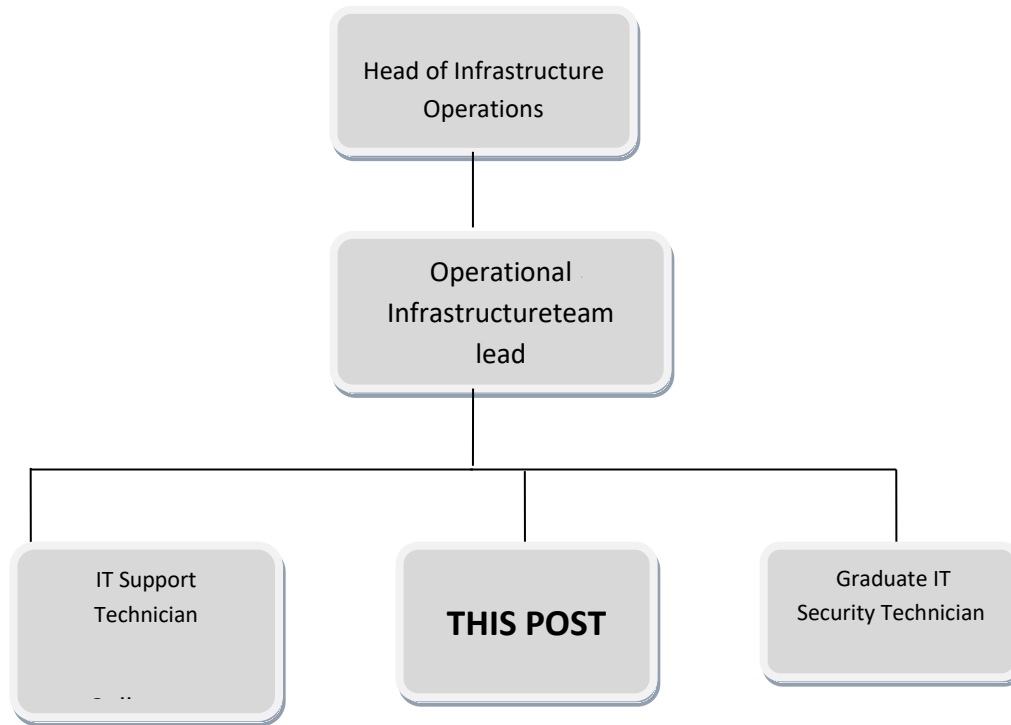 Head of Infrastructure
Operations
Operational
Infrastructureteam
lead
IT Support
Technician
THIS POST
Graduate IT
Security Technician